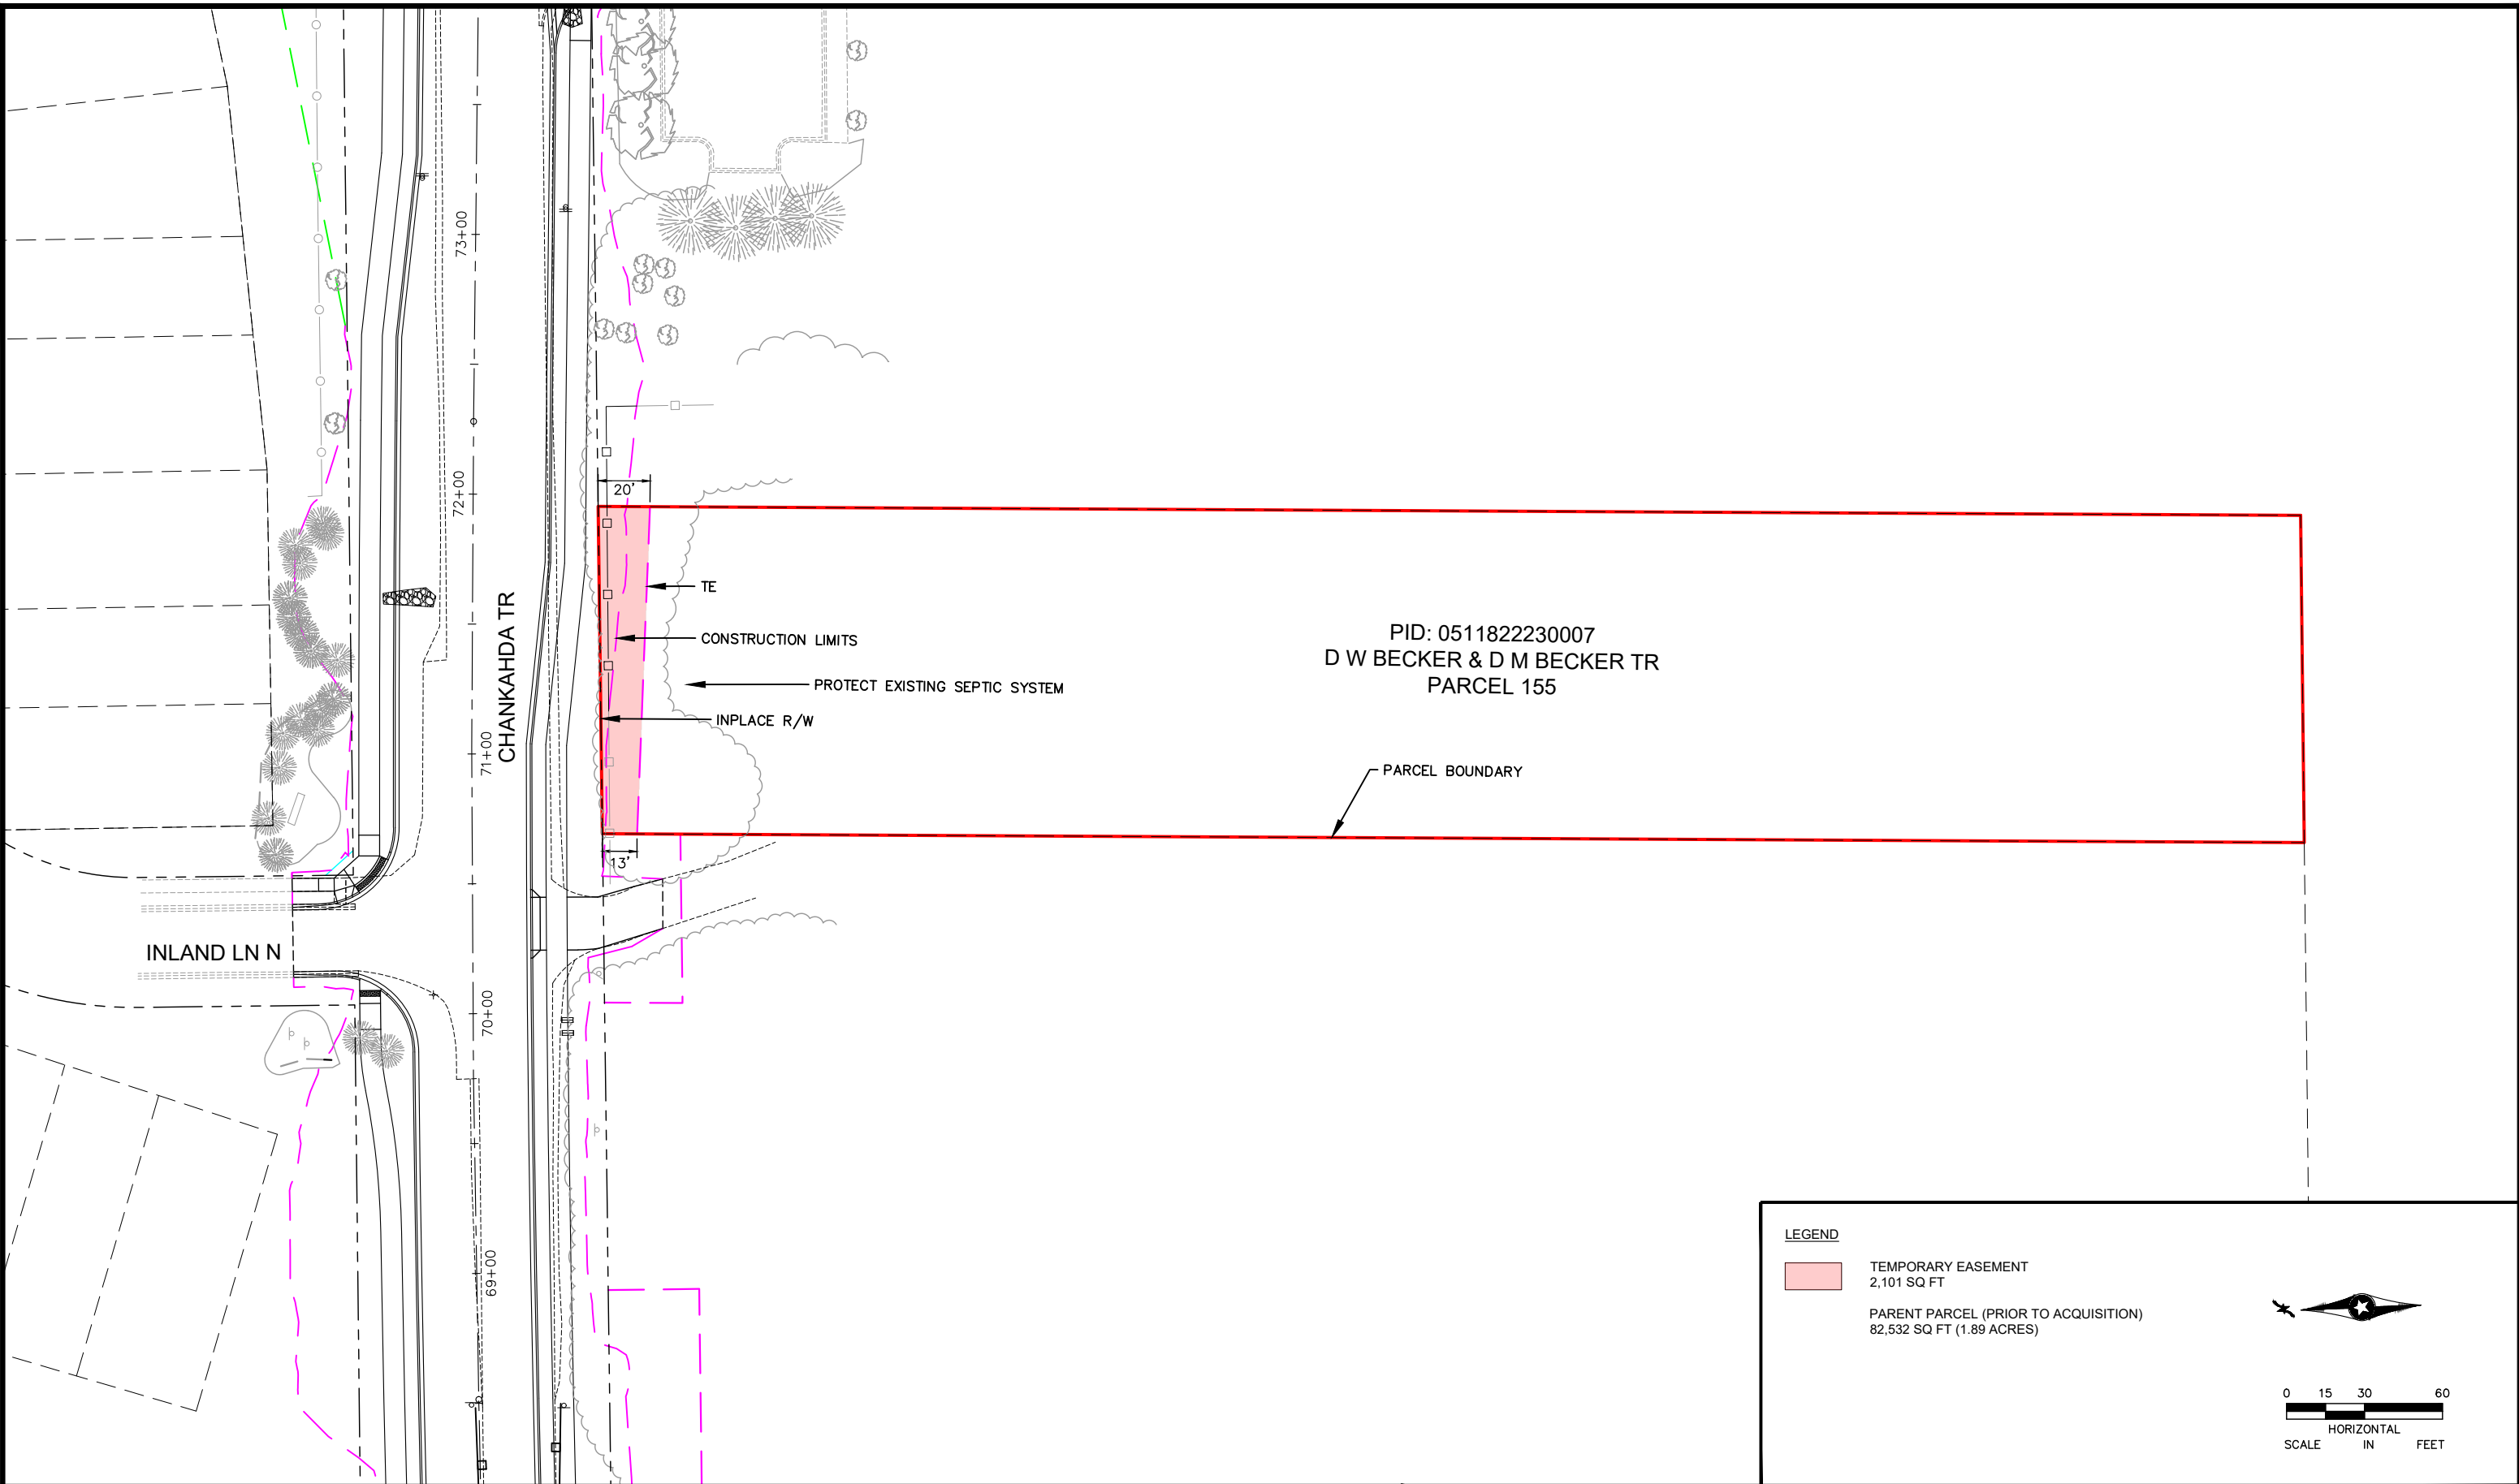 73+00
72+00
20'
TE
CHANKAHDA TR
CONSTRUCTION LIMITS
PID: 0511822230007
D W BECKER & D M BECKER TR
PARCEL 155
PROTECT EXISTING SEPTIC SYSTEM
INPLACE R/W
71+00
PARCEL BOUNDARY
13'
INLAND LN N
70+00
69+00
LEGEND
TEMPORARY EASEMENT
2,101 SQ FT
PARENT PARCEL (PRIOR TO ACQUISITION)
82,532 SQ FT (1.89 ACRES)
0 15 30 60
HORIZONTAL
SCALE IN FEET